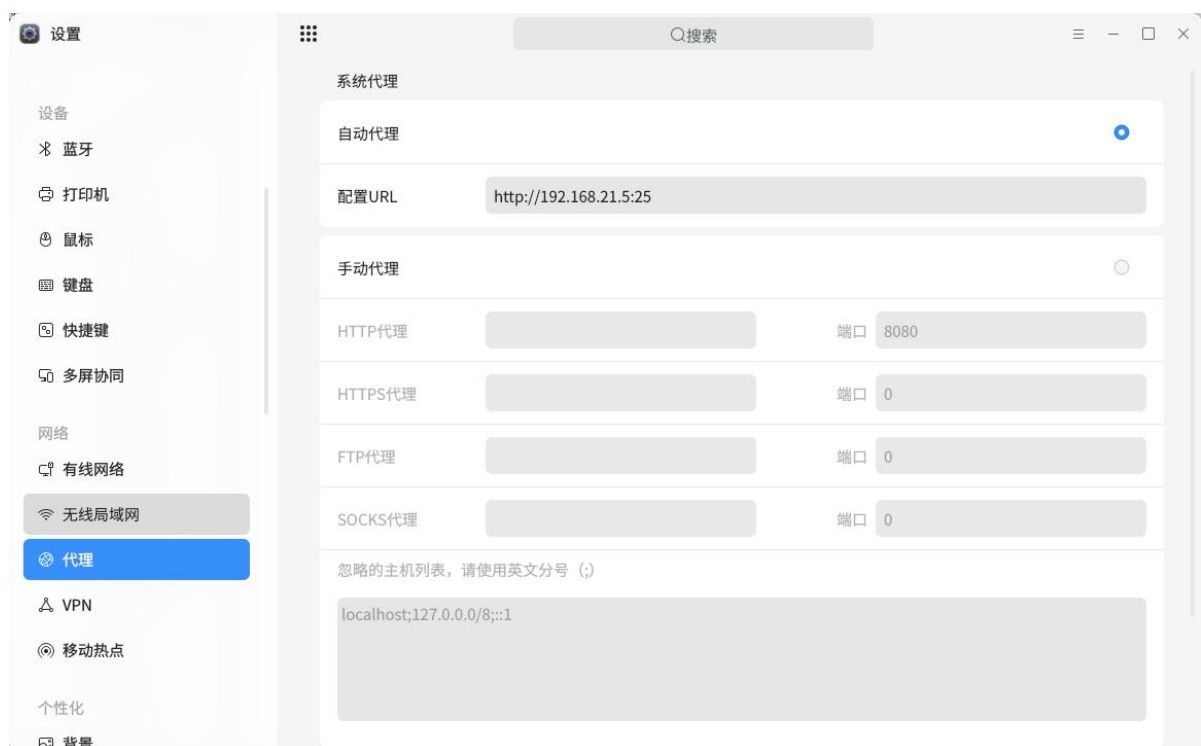 设置
搜索
设备
蓝牙
打印机
鼠标
键盘
快捷键
多屏协同
网络
有线网络
无线局域网
代理
VPN
移动热点
个性化
背景
系统代理
自动代理
配置URL http://192.168.21.5:25
手动代理
HTTP代理 端口 8080
HTTPS代理 端口 0
FTP代理 端口 0
SOCKS代理 端口 0
忽略的主机列表，请使用英文分号（;）
localhost;127.0.0.0/8;::1